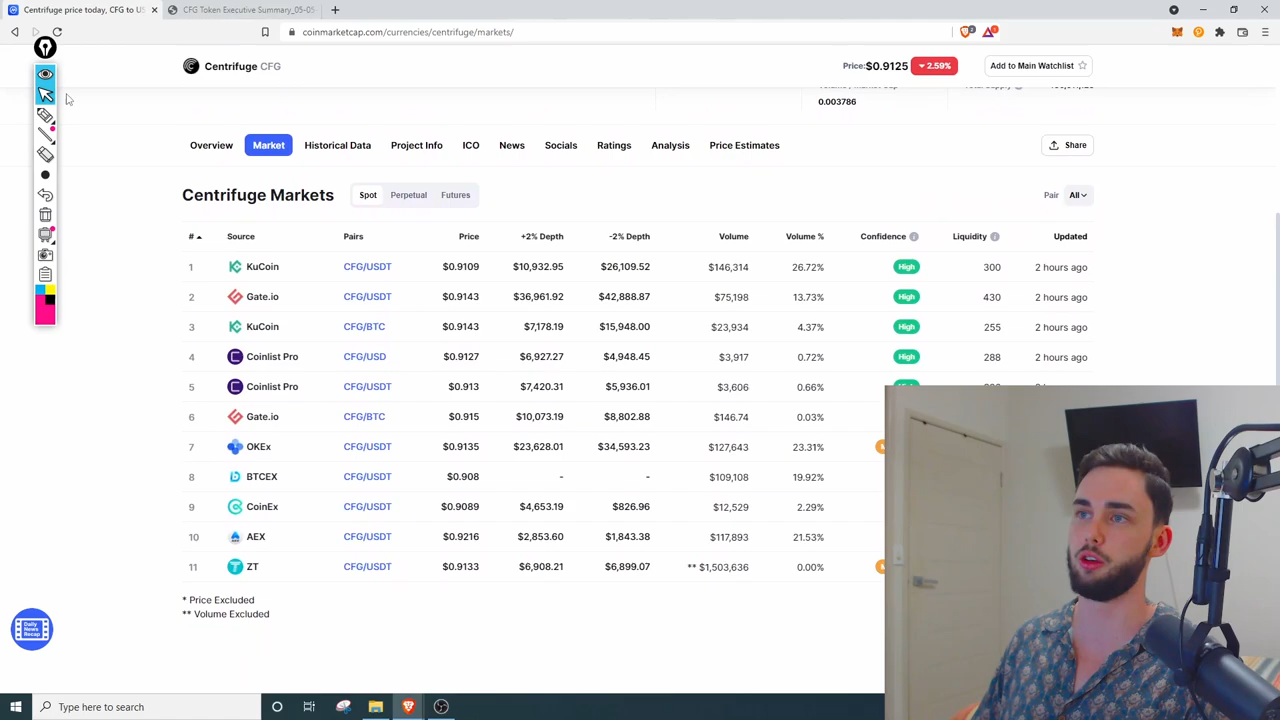 Centrifuge price today, CFG to US
CFG Token Executive Summary_05-05
coinmarketcap.com/currencies/centrifuge/markets/
Centrifuge CFG
Price: $0.9125 2.59%
Add to Main Watchlist
0.003786
Overview Market Historical Data Project Info ICO News Socials Ratings Analysis Price Estimates
Share
Centrifuge Markets Spot Perpetual Futures
Pair All
# Source Pairs Price +2% Depth -2% Depth Volume Volume % Confidence Liquidity Updated
1 KuCoin CFG/USDT $0.9109 $10,932.95 $26,109.52 $146,314 26.72% High 300 2 hours ago
2 Gate.io CFG/USDT $0.9143 $36,961.92 $42,888.87 $75,198 13.73% High 430 2 hours ago
3 KuCoin CFG/BTC $0.9143 $7,178.19 $15,948.00 $23,934 4.37% High 255 2 hours ago
4 Coinlist Pro CFG/USD $0.9127 $6,927.27 $4,948.45 $3,917 0.72% High 288 2 hours ago
5 Coinlist Pro CFG/USDT $0.913 $7,420.31 $5,936.01 $3,606 0.66%
6 Gate.io CFG/BTC $0.915 $10,073.19 $8,802.88 $146.74 0.03%
7 OKEx CFG/USDT $0.9135 $23,628.01 $34,593.23 $127,643 23.31%
8 BTCEX CFG/USDT $0.908 - - $109,108 19.92%
9 CoinEx CFG/USDT $0.9089 $4,653.19 $826.96 $12,529 2.29%
10 AEX CFG/USDT $0.9216 $2,853.60 $1,843.38 $117,893 21.53%
11 ZT CFG/USDT $0.9133 $6,908.21 $6,899.07 ** $1,503,636 0.00%
* Price Excluded
** Volume Excluded
Daily
News
Recap
Type here to search